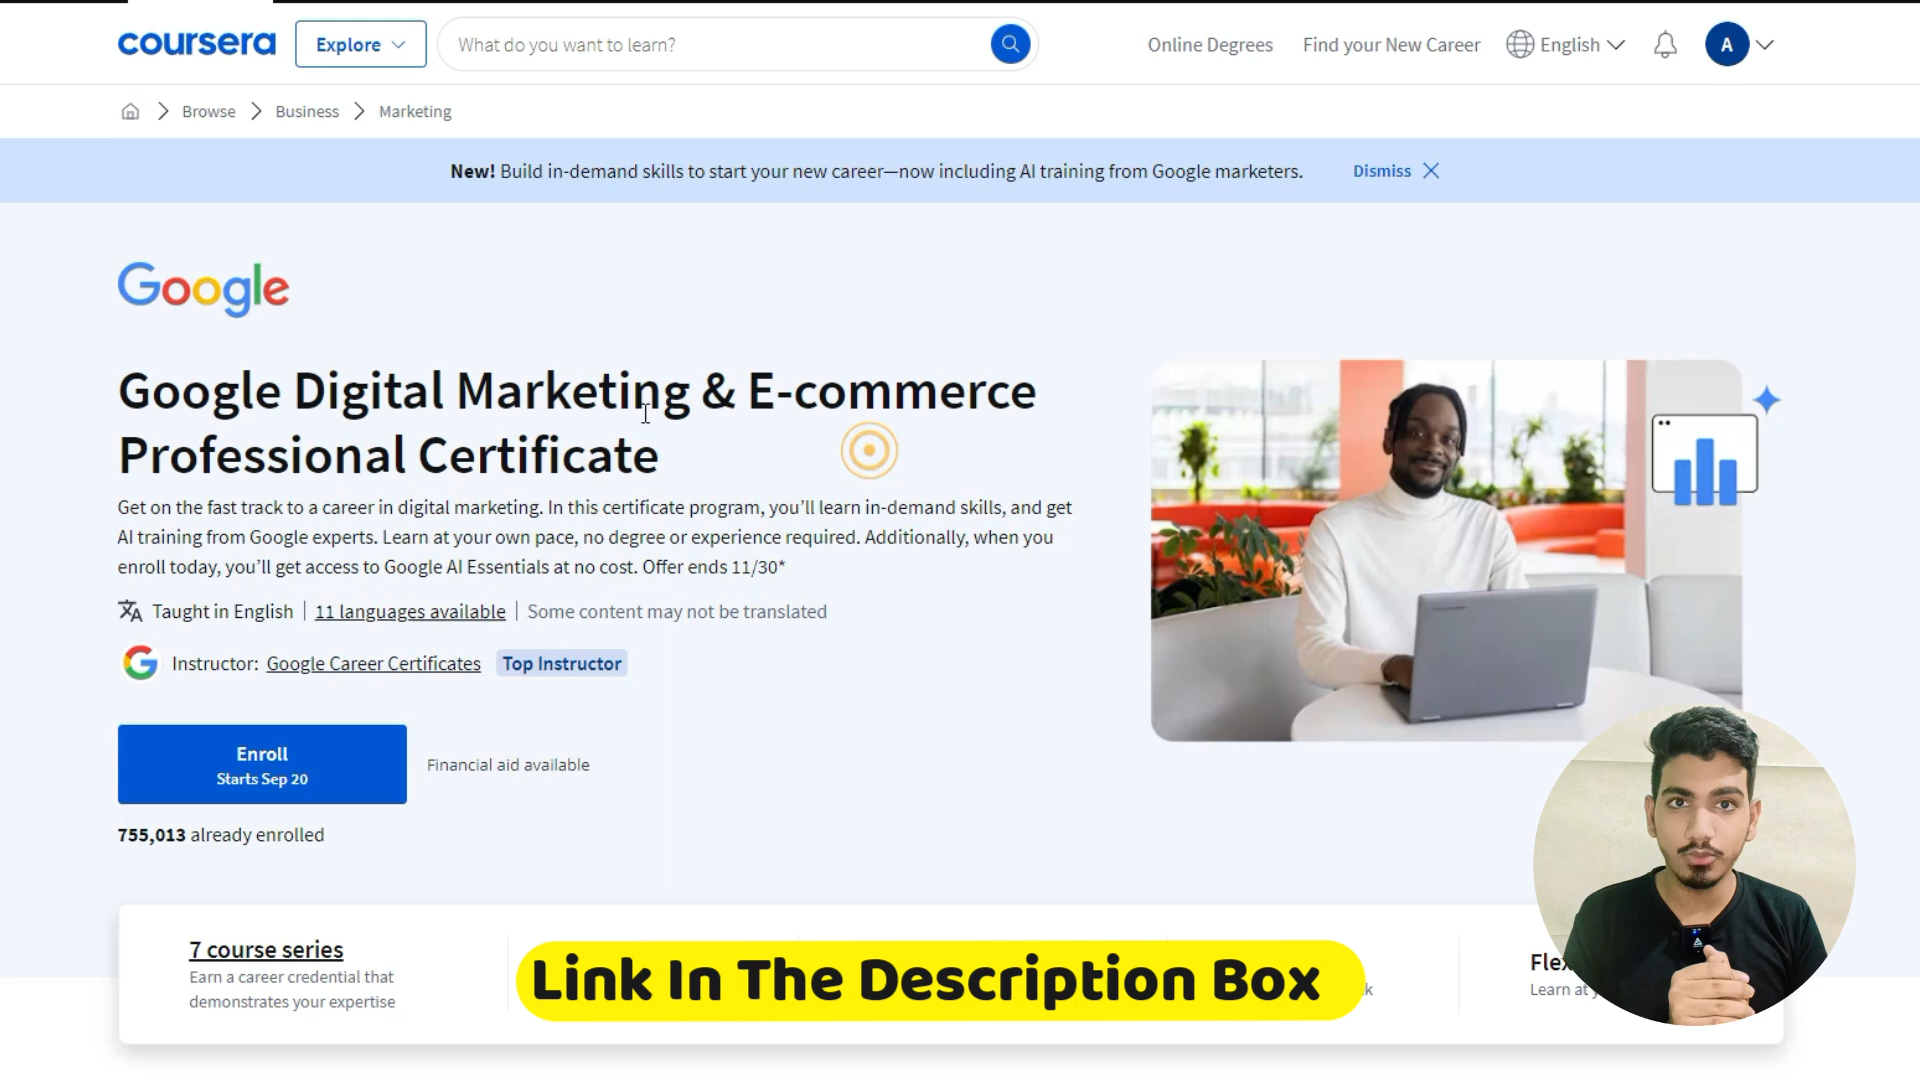 coursera
Explore
What do you want to learn?
Online Degrees
Find your New Career
English
A
Browse
Business
Marketing
New! Build in-demand skills to start your new career—now including AI training from Google marketers.
Dismiss
Google
Google Digital Marketing & E-commerce
Professional Certificate
Get on the fast track to a career in digital marketing. In this certificate program, you'll learn in-demand skills, and get
AI training from Google experts. Learn at your own pace, no degree or experience required. Additionally, when you
enroll today, you'll get access to Google AI Essentials at no cost. Offer ends 11/30*
Taught in English | 11 languages available | Some content may not be translated
Instructor: Google Career Certificates
Top Instructor
Enroll
Starts Sep 20
Financial aid available
755,013 already enrolled
7 course series
Earn a career credential that
demonstrates your expertise
Link In The Description Box
Learn at